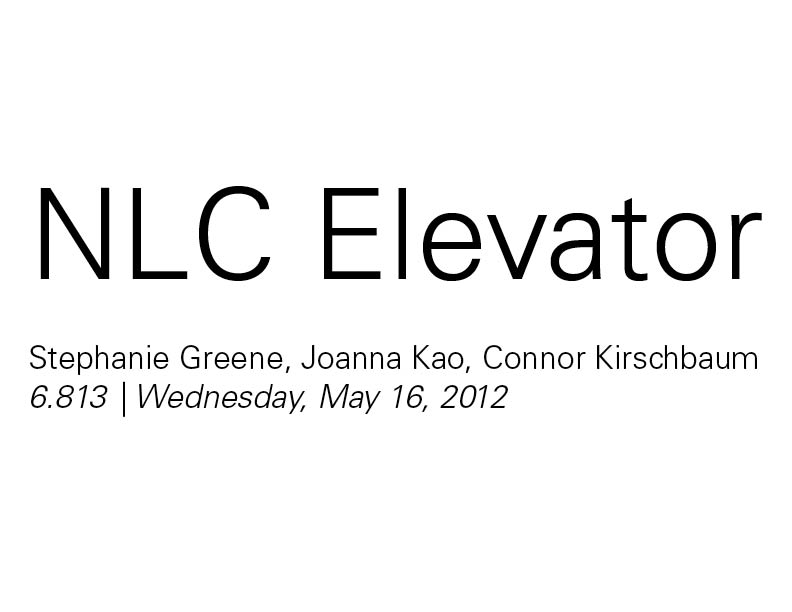 NLC Elevator
Stephanie Greene, Joanna Kao, Connor Kirschbaum
6.813 | Wednesday, May 16, 2012